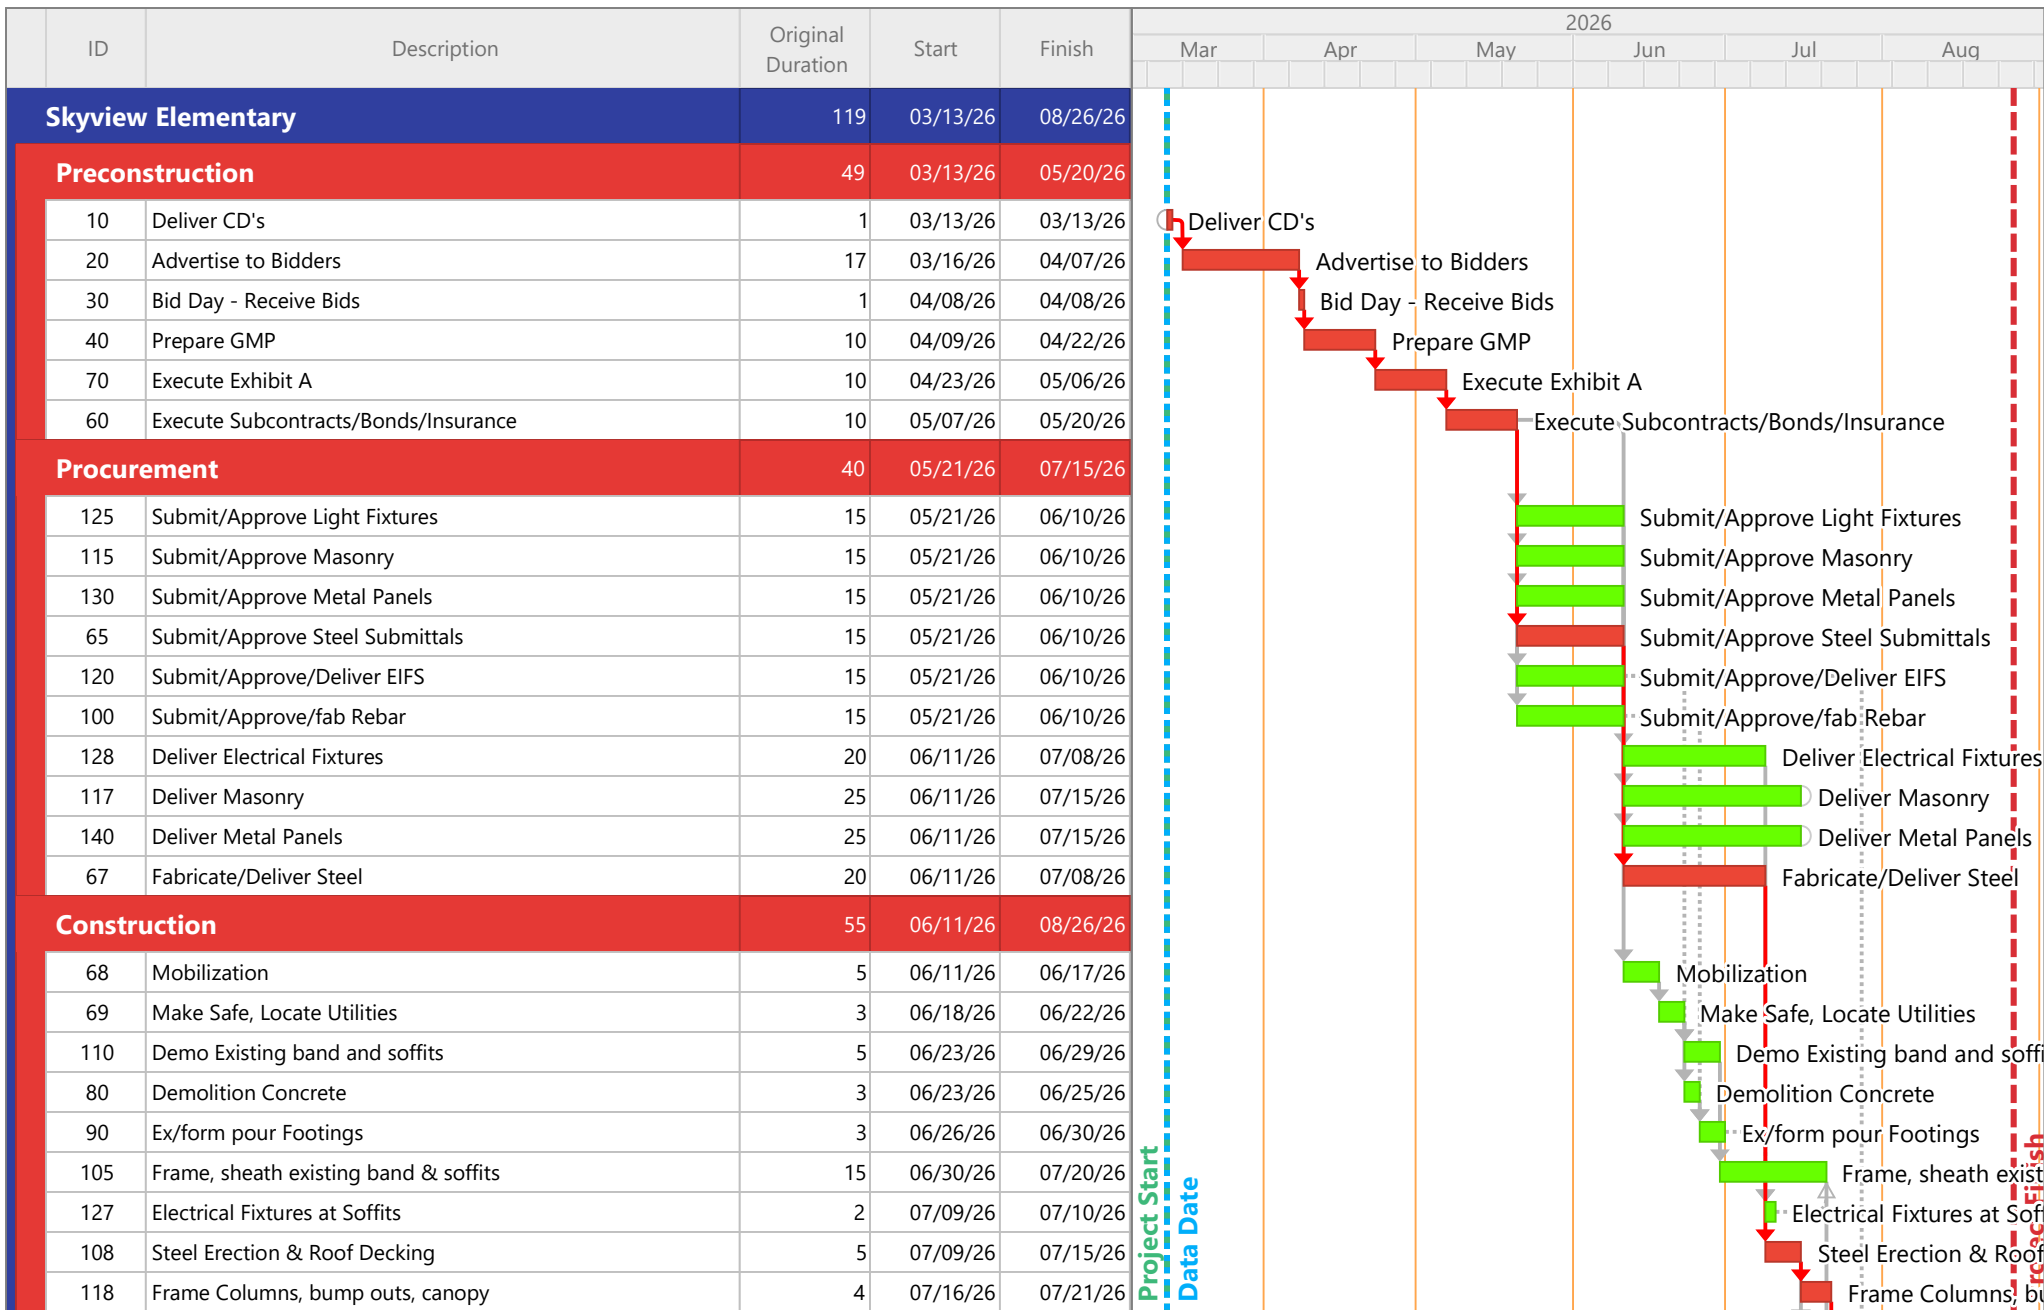 2026
ID Description Original Duration Start Finish Mar Apr May Jun Jul Aug
Skyview Elementary 119 03/13/26 08/26/26
Preconstruction 49 03/13/26 05/20/26
10 Deliver CD's 1 03/13/26 03/13/26 Deliver CD's
20 Advertise to Bidders 17 03/16/26 04/07/26 Advertise to Bidders
30 Bid Day - Receive Bids 1 04/08/26 04/08/26 Bid Day - Receive Bids
40 Prepare GMP 10 04/09/26 04/22/26 Prepare GMP
70 Execute Exhibit A 10 04/23/26 05/06/26 Execute Exhibit A
60 Execute Subcontracts/Bonds/Insurance 10 05/07/26 05/20/26 Execute Subcontracts/Bonds/Insurance
Procurement 40 05/21/26 07/15/26
125 Submit/Approve Light Fixtures 15 05/21/26 06/10/26 Submit/Approve Light Fixtures
115 Submit/Approve Masonry 15 05/21/26 06/10/26 Submit/Approve Masonry
130 Submit/Approve Metal Panels 15 05/21/26 06/10/26 Submit/Approve Metal Panels
65 Submit/Approve Steel Submittals 15 05/21/26 06/10/26 Submit/Approve Steel Submittals
120 Submit/Approve/Deliver EIFS 15 05/21/26 06/10/26 Submit/Approve/Deliver EIFS
100 Submit/Approve/fab Rebar 15 05/21/26 06/10/26 Submit/Approve/fab Rebar
128 Deliver Electrical Fixtures 20 06/11/26 07/08/26 Deliver Electrical Fixtures
117 Deliver Masonry 25 06/11/26 07/15/26 Deliver Masonry
140 Deliver Metal Panels 25 06/11/26 07/15/26 Deliver Metal Panels
67 Fabricate/Deliver Steel 20 06/11/26 07/08/26 Fabricate/Deliver Steel
Construction 55 06/11/26 08/26/26
68 Mobilization 5 06/11/26 06/17/26 Mobilization
69 Make Safe, Locate Utilities 3 06/18/26 06/22/26 Make Safe, Locate Utilities
110 Demo Existing band and soffits 5 06/23/26 06/29/26 Demo Existing band and soffi
80 Demolition Concrete 3 06/23/26 06/25/26 Demolition Concrete
90 Ex/form pour Footings 3 06/26/26 06/30/26 Ex/form pour Footings
105 Frame, sheath existing band & soffits 15 06/30/26 07/20/26 Frame, sheath exist
127 Electrical Fixtures at Soffits 2 07/09/26 07/10/26 Electrical Fixtures at Sof
108 Steel Erection & Roof Decking 5 07/09/26 07/15/26 Steel Erection & Roof
118 Frame Columns, bump outs, canopy 4 07/16/26 07/21/26 Frame Columns, bu
Project Start
Data Date